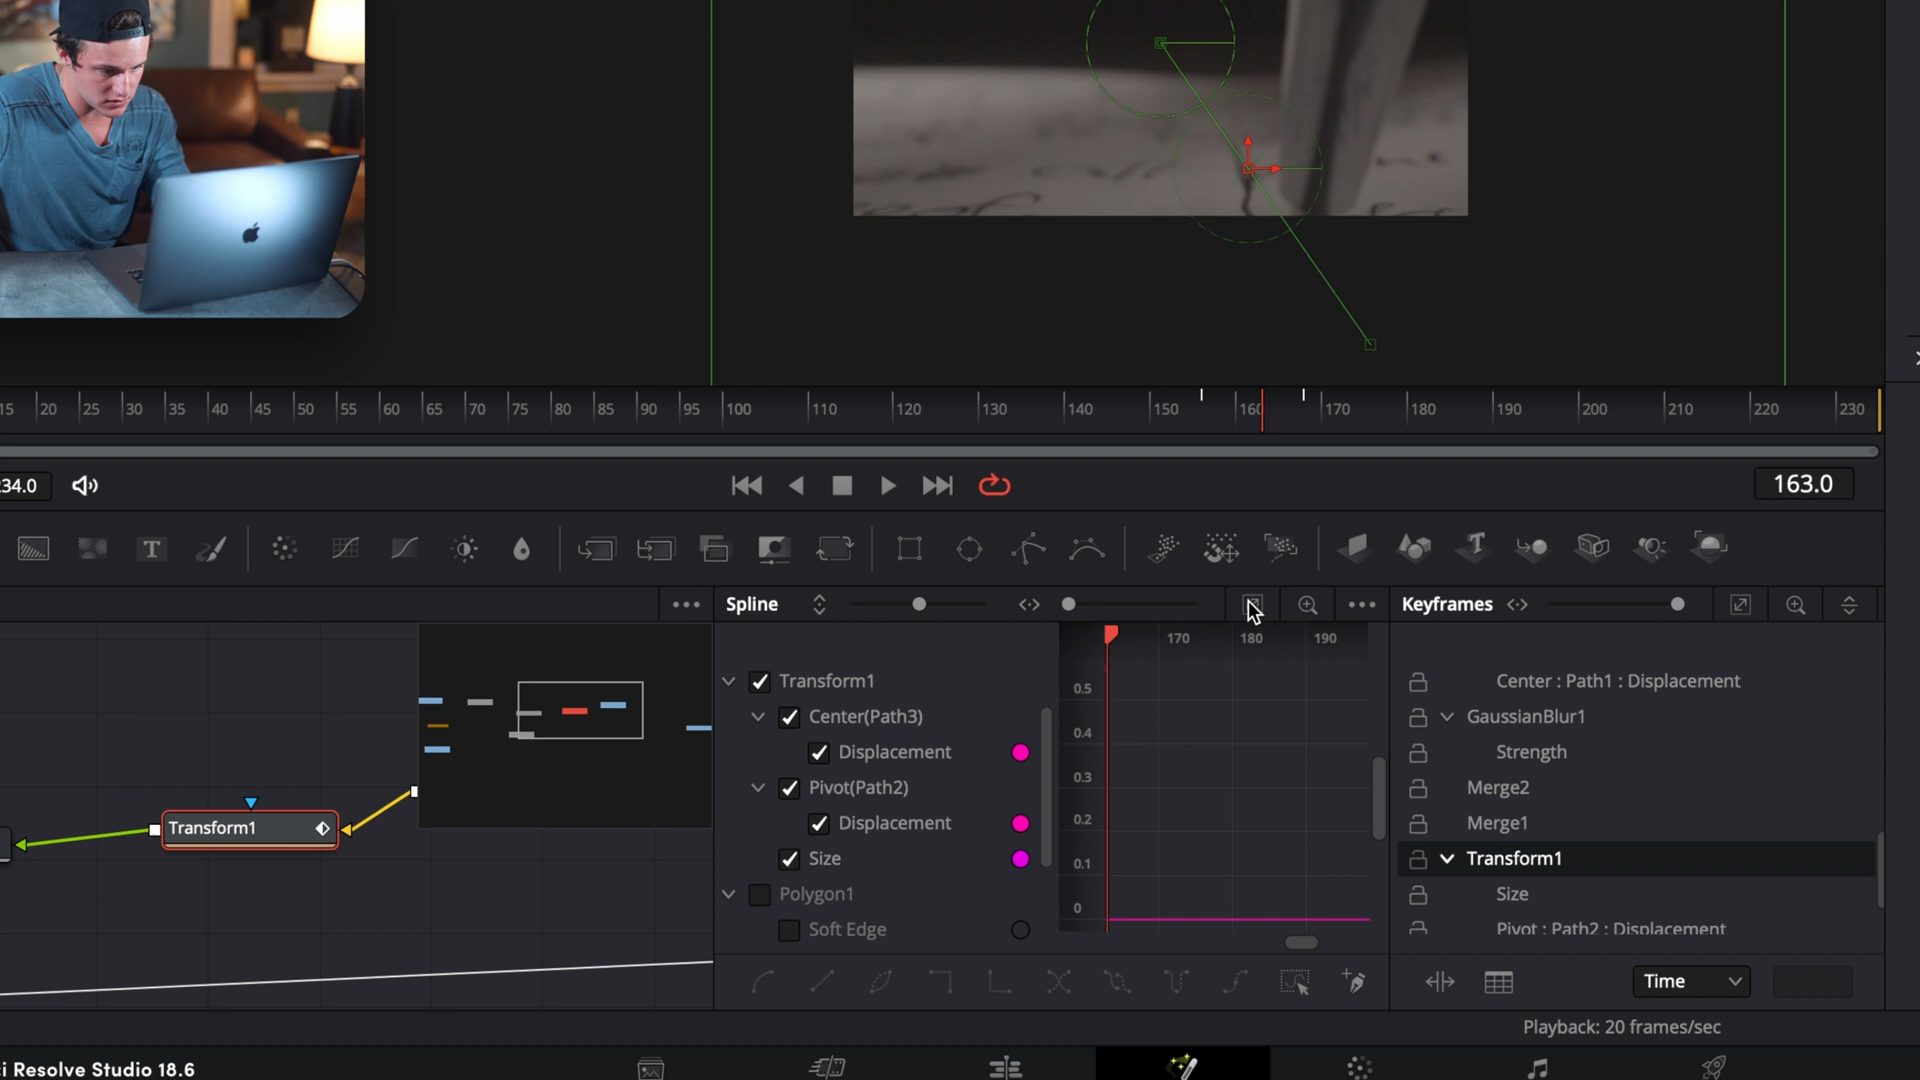 15 20 25 30 35 40 45 50 55 60 65 70 75 80 85 90 95 100 110 120 130 140 150 160 170 180 190 200 210 220 230
34.0
163.0
T
T
Spline
Keyframes
170 180 190
Transform1
0.5
Center : Path1 : Displacement
Center(Path3)
GaussianBlur1
0.4
Displacement
Strength
0.3
Pivot(Path2)
Merge2
Displacement
0.2
Merge1
Transform1
Size
0.1
Transform1
Polygon1
0
Size
Soft Edge
Pivot : Path2 : Displacement
Time
Playback: 20 frames/sec
ci Resolve Studio 18.6